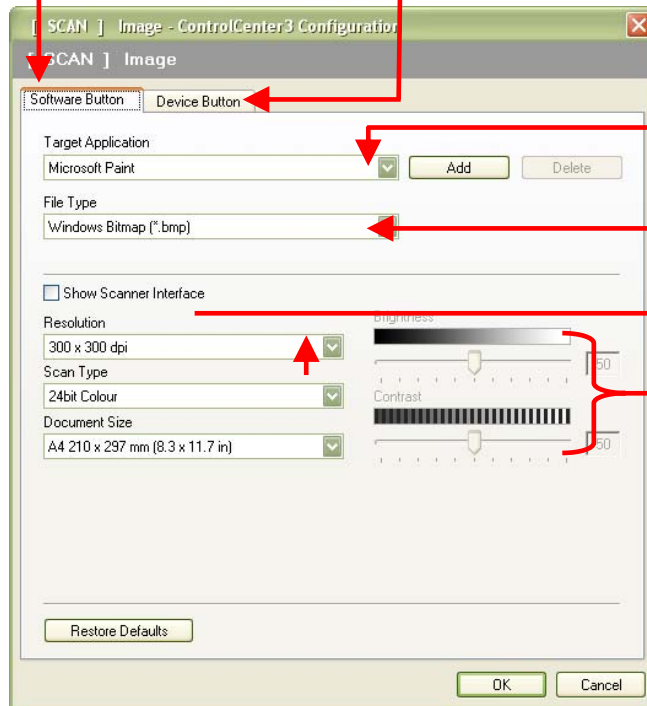 [ SCAN ] Image - ControlCenter3 Configuration
[ SCAN ] Image
Software Button Device Button
Target Application
Microsoft Paint Add Delete
File Type
Windows Bitmap (*.bmp)
Show Scanner Interface
Resolution Brightness
300 x 300 dpi 50
Scan Type
24bit Colour Contrast
Document Size
A4 210 x 297 mm (8.3 x 11.7 in) 50
Restore Defaults
OK Cancel